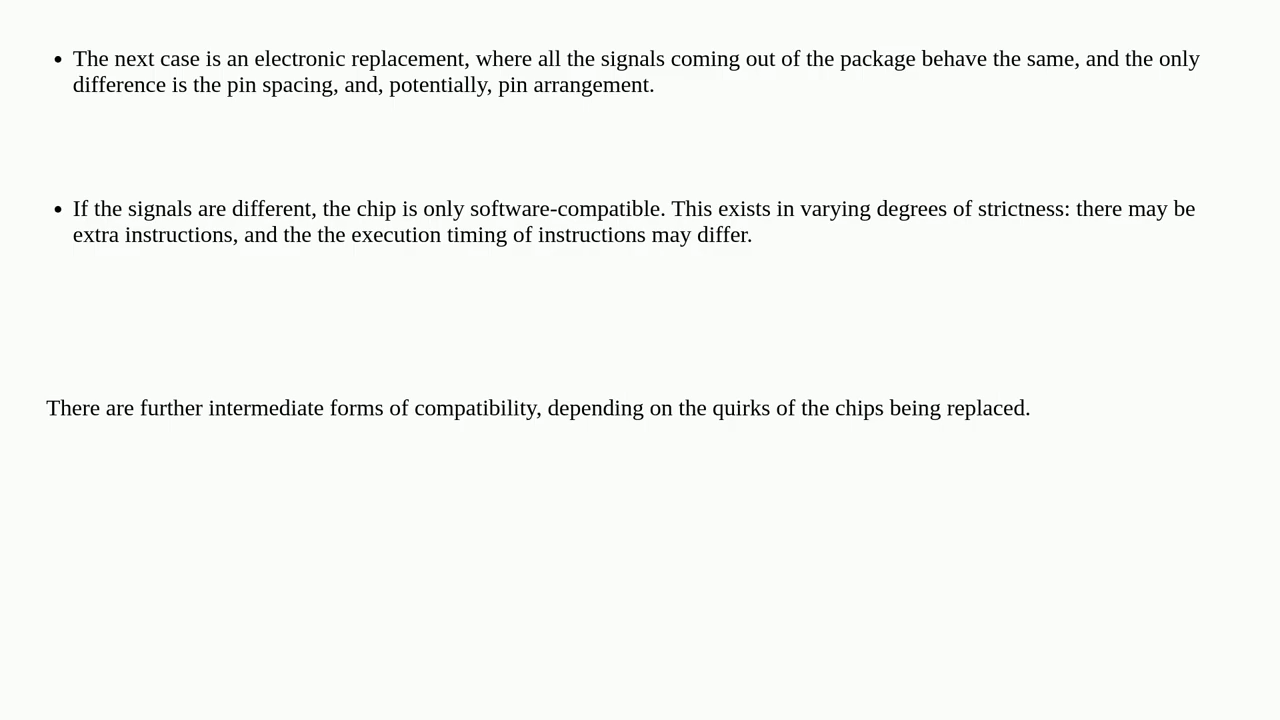 • The next case is an electronic replacement, where all the signals coming out of the package behave the same, and the only
difference is the pin spacing, and, potentially, pin arrangement.
• If the signals are different, the chip is only software-compatible. This exists in varying degrees of strictness: there may be
extra instructions, and the the execution timing of instructions may differ.
There are further intermediate forms of compatibility, depending on the quirks of the chips being replaced.